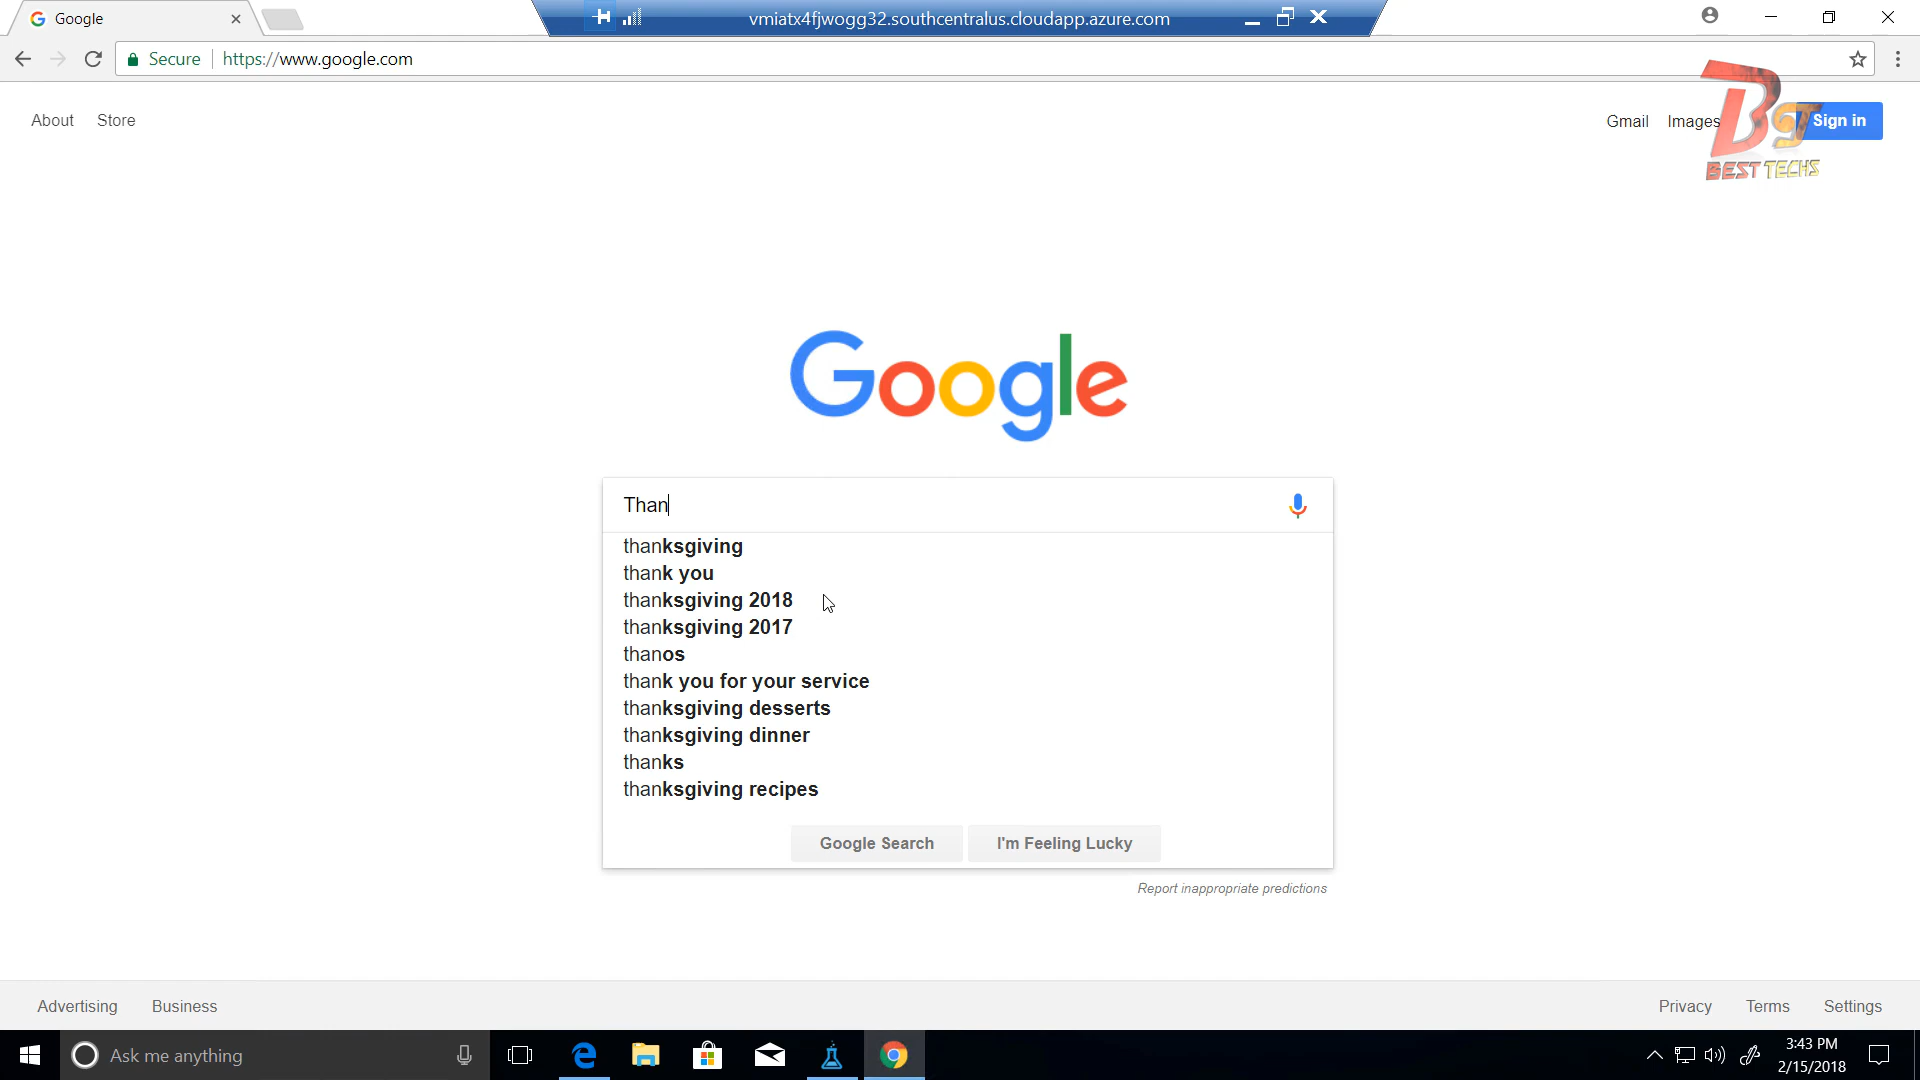 Google
vmiatx4fjwogg32.southcentralus.cloudapp.azure.com
Secure
https://www.google.com
About Store
Gmail Images Sign in
BEST TECHS
Google
Than
thanksgiving
thank you
thanksgiving 2018
thanksgiving 2017
thanos
thank you for your service
thanksgiving desserts
thanksgiving dinner
thanks
thanksgiving recipes
Google Search I'm Feeling Lucky
Report inappropriate predictions
Advertising Business
Privacy Terms Settings
Ask me anything
3:43 PM
2/15/2018